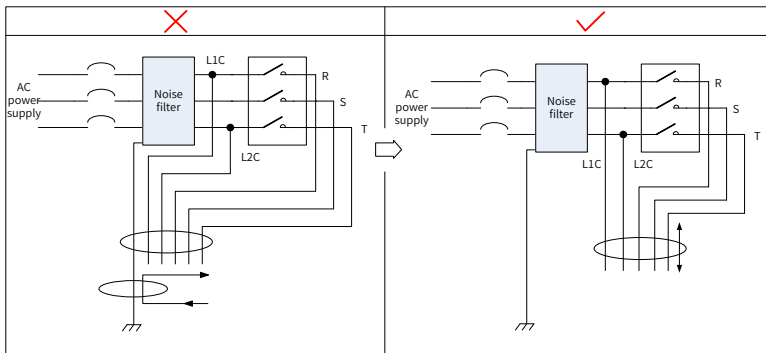 L1C
R
AC
power
supply
Noise
filter
S
T
L2C
AC
power
supply
Noise
filter
R
S
T
L1C
L2C